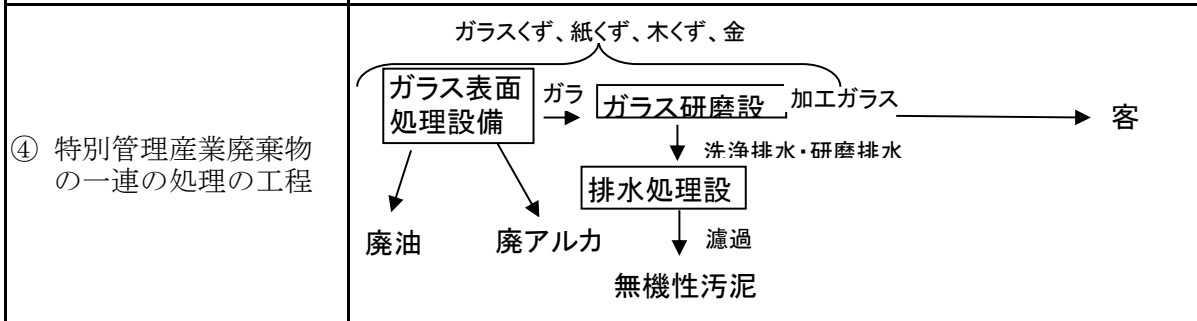 ガラスくず、紙くず、木くず、金
ガラス表面
処理設備
ガラ
ガラス研磨設
加工ガラス
客
④ 特別管理産業廃棄物
の一連の処理の工程
洗浄排水・研磨排水
排水処理設
廃油
廃アルカ
濾過
無機性汚泥